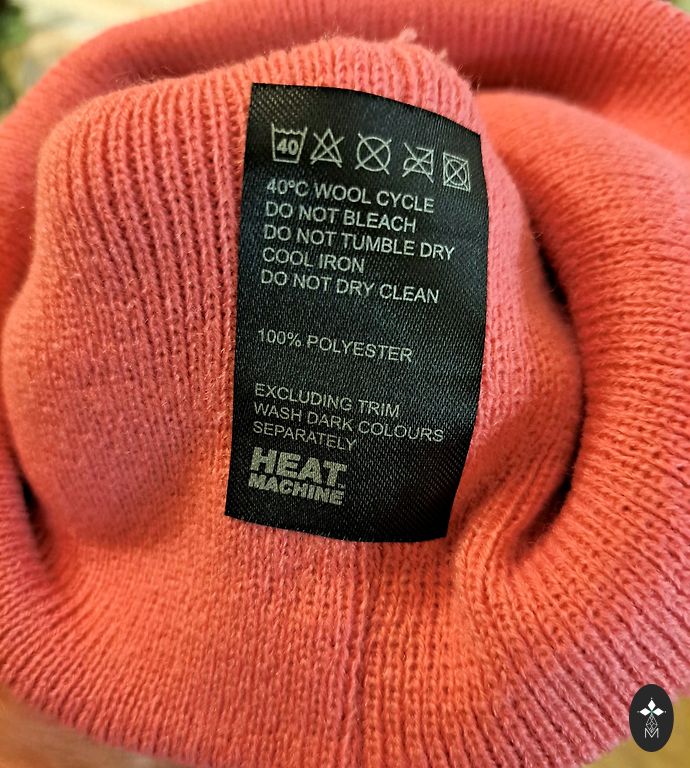 40
40°C WOOL CYCLE
DO NOT BLEACH
DO NOT TUMBLE DRY
COOL IRON
DO NOT DRY CLEAN
100% POLYESTER
EXCLUDING TRIM
WASH DARK COLOURS
SEPARATELY
HEAT
MACHINE
M